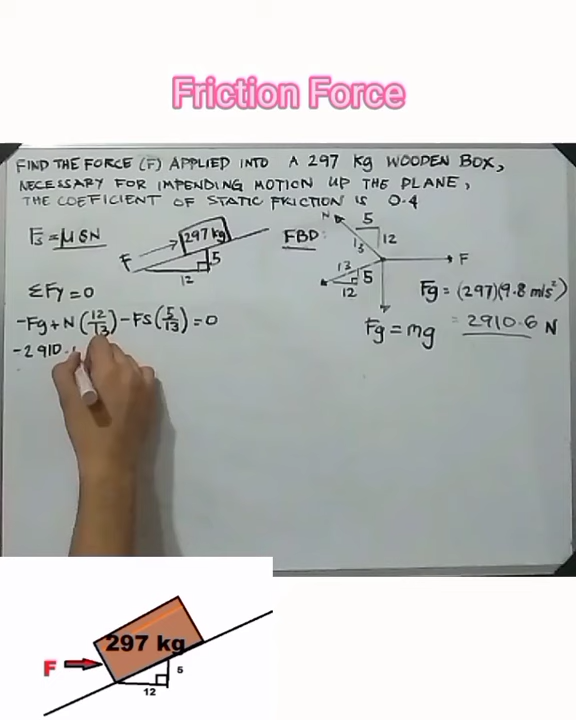 Friction Force
FIND THE FORCE (F) APPLIED INTO A 297 Kg WOODEN BOX,
NECESSARY FOR IMPENDING MOTION UP THE PLANE,
THE COEFICIENT OF STATIC FRICTION IS 0.4
Fs = μsN
297 kg
F
5
12
FBD:
N
5
12
13
F
13
5
12
Fg = mg
Fg = (297)(9.8 m/s²)
= 2910.6 N
ΣFy = 0
-Fg + N (12/13) - Fs (5/13) = 0
-2910.
297 kg
F
5
12